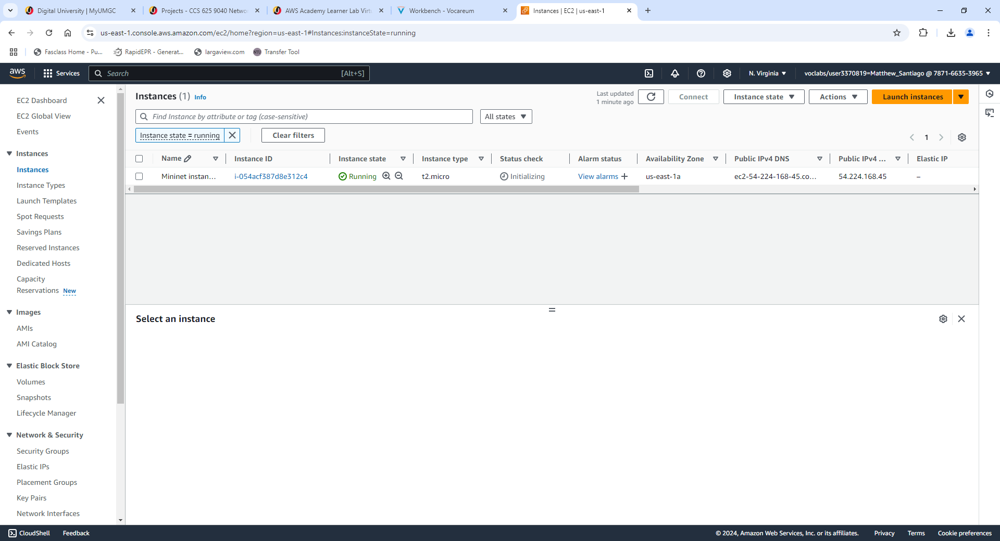 Digital University | MyUMGC
Projects - CCS 625 9040 Netwo
AWS Academy Learner Lab Virt
Workbench - Vocareum
Instances | EC2 | us-east-1
us-east-1.console.aws.amazon.com/ec2/home?region=us-east-1#Instances:instanceState=running
Fasclass Home - Pu...
RapidEPR - Generat...
largaview.com
NTU
Transfer Tool
aws
Services
Search
[Alt+S]
N. Virginia
voclabs/user3370819=Matthew_Santiago @ 7871-6635-3965
EC2 Dashboard
EC2 Global View
Events
Instances
Instances
Instance Types
Launch Templates
Spot Requests
Savings Plans
Reserved Instances
Dedicated Hosts
Capacity
Reservations New
Images
AMIs
AMI Catalog
Elastic Block Store
Volumes
Snapshots
Lifecycle Manager
Network & Security
Security Groups
Elastic IPs
Placement Groups
Key Pairs
Network Interfaces
Instances (1) Info
Last updated
1 minute ago
Connect
Instance state
Actions
Launch instances
Find Instance by attribute or tag (case-sensitive)
All states
Instance state = running
Clear filters
1
Name Instance ID Instance state Instance type Status check Alarm status Availability Zone Public IPv4 DNS Public IPv4 ... Elastic IP
Mininet instan... i-054acf387d8e312c4 Running t2.micro Initializing View alarms us-east-1a ec2-54-224-168-45.co... 54.224.168.45 –
Select an instance
CloudShell
Feedback
© 2024, Amazon Web Services, Inc. or its affiliates.
Privacy
Terms
Cookie preferences